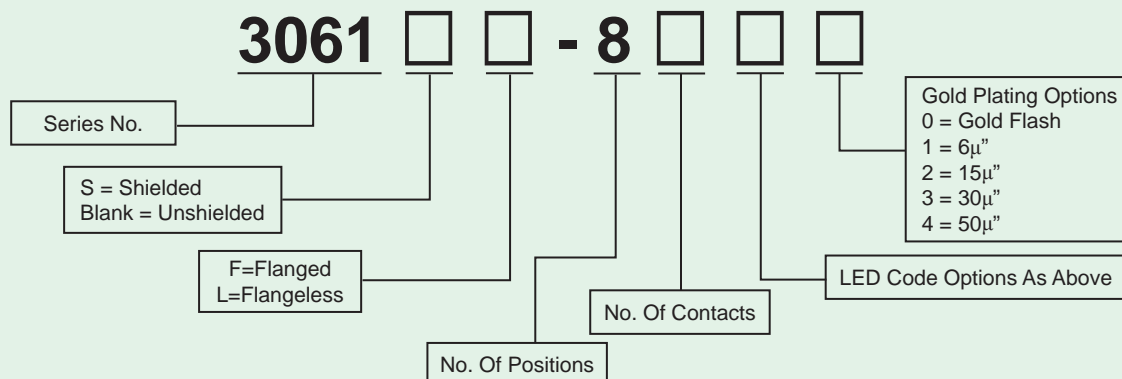 3061 - 8
Series No.
S = Shielded
Blank = Unshielded
F=Flanged
L=Flangeless
No. Of Positions
No. Of Contacts
LED Code Options As Above
Gold Plating Options
0 = Gold Flash
1 = 6μ”
2 = 15μ”
3 = 30μ”
4 = 50μ”